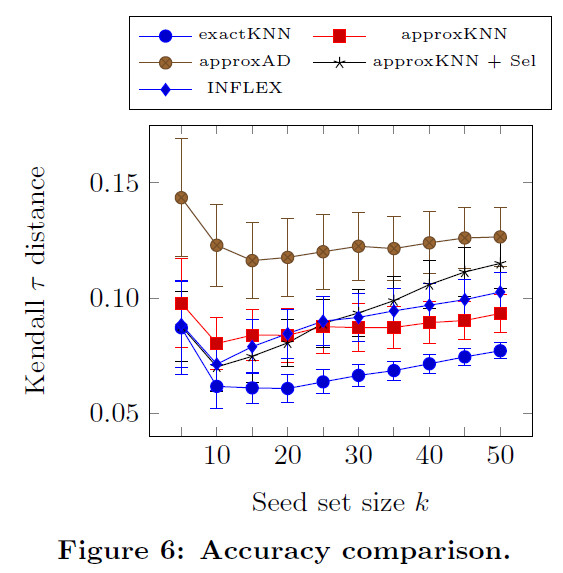 exactKNN approxKNN
approxAD approxKNN + Sel
INFLEX
Kendall τ distance
0.15
0.10
0.05
10 20 30 40 50
Seed set size k
Figure 6: Accuracy comparison.